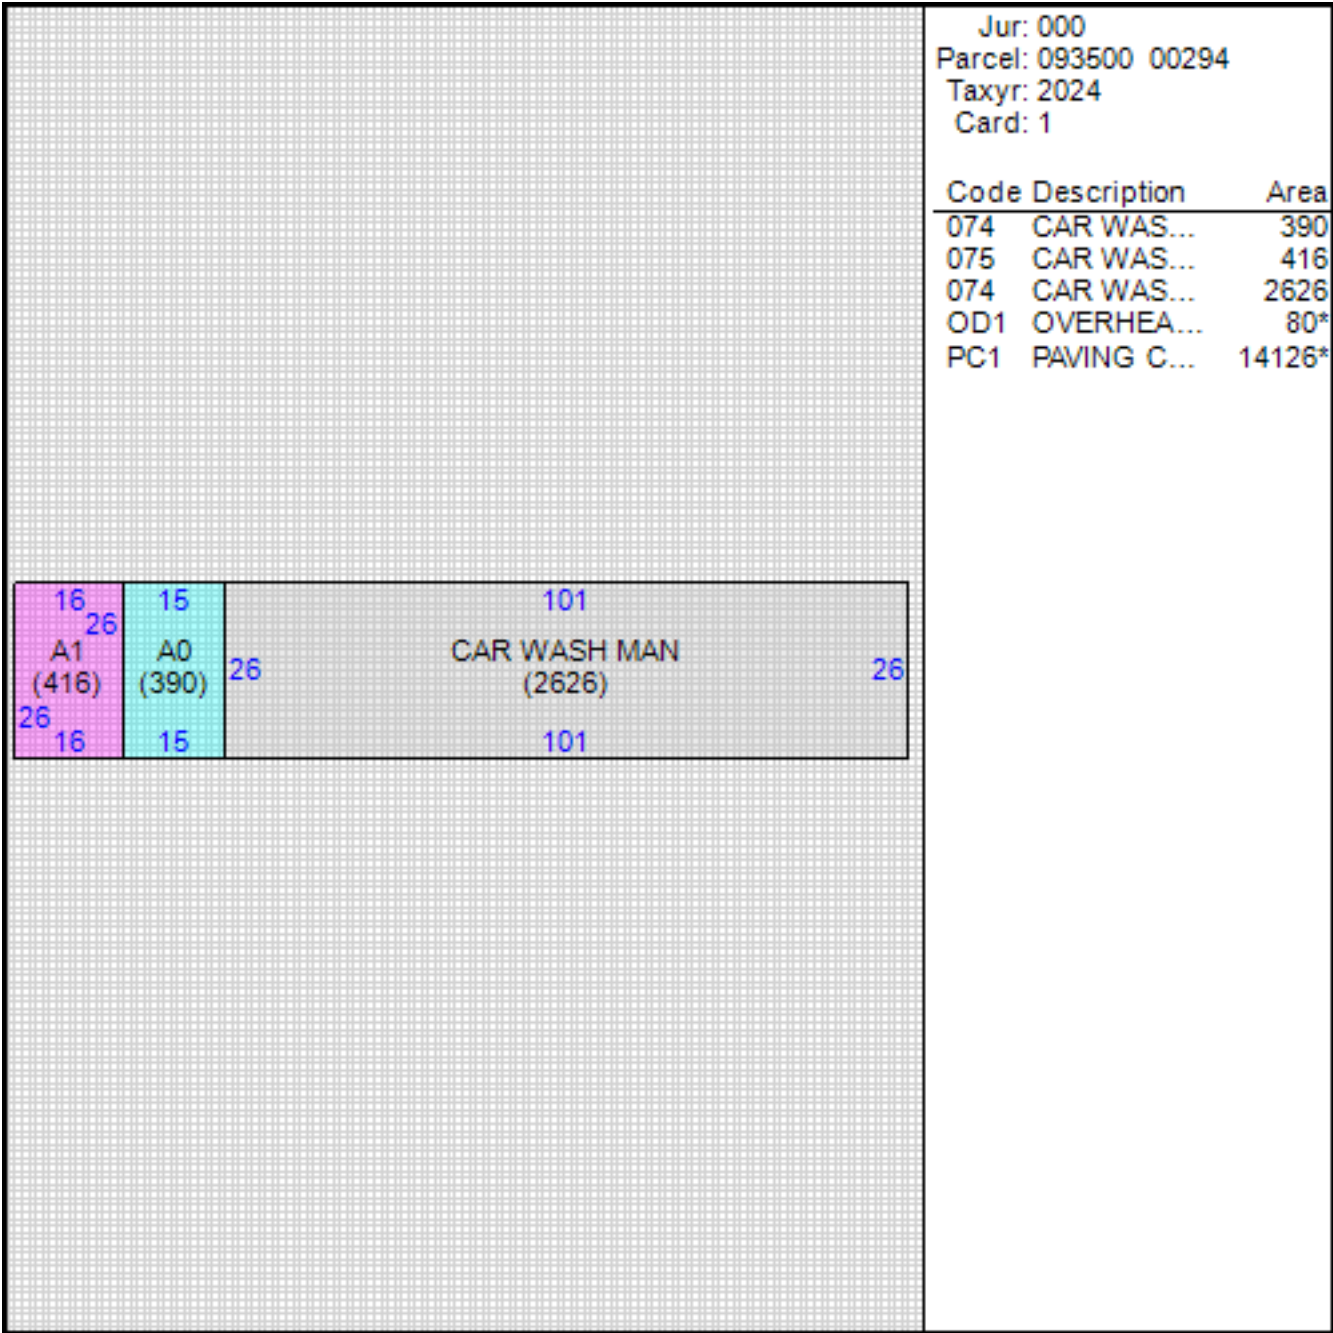 Jur: 000
Parcel: 093500 00294
Taxyr: 2024
Card: 1
Code Description Area
074 CAR WAS... 390
075 CAR WAS... 416
074 CAR WAS... 2626
OD1 OVERHEA... 80*
PC1 PAVING C... 14126*
16 15 101
26
A1 A0 CAR WASH MAN
26 26
(416) (390) (2626)
26
16 15 101